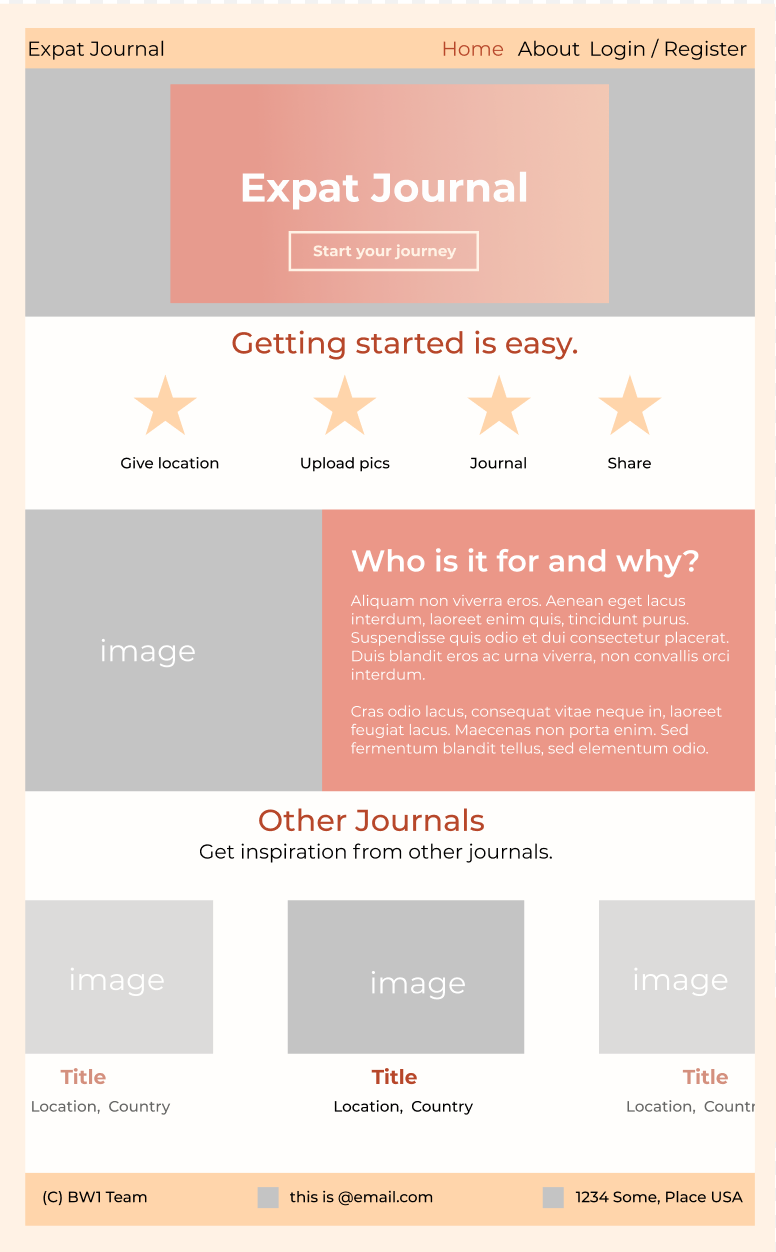 Expat Journal
Home About Login / Register
Expat Journal
Start your journey
Getting started is easy.
Give location
Upload pics
Journal
Share
image
Who is it for and why?
Aliquam non viverra eros. Aenean eget lacus
interdum, laoreet enim quis, tincidunt purus.
Suspendisse quis odio et dui consectetur placerat.
Duis blandit eros ac urna viverra, non convallis orci
interdum.
Cras odio lacus, consequat vitae neque in, laoreet
feugiat lacus. Maecenas non porta enim. Sed
fermentum blandit tellus, sed elementum odio.
Other Journals
Get inspiration from other journals.
image
Title
Location, Country
image
Title
Location, Country
image
Title
Location, Countr
(C) BW1 Team
this is @email.com
1234 Some, Place USA